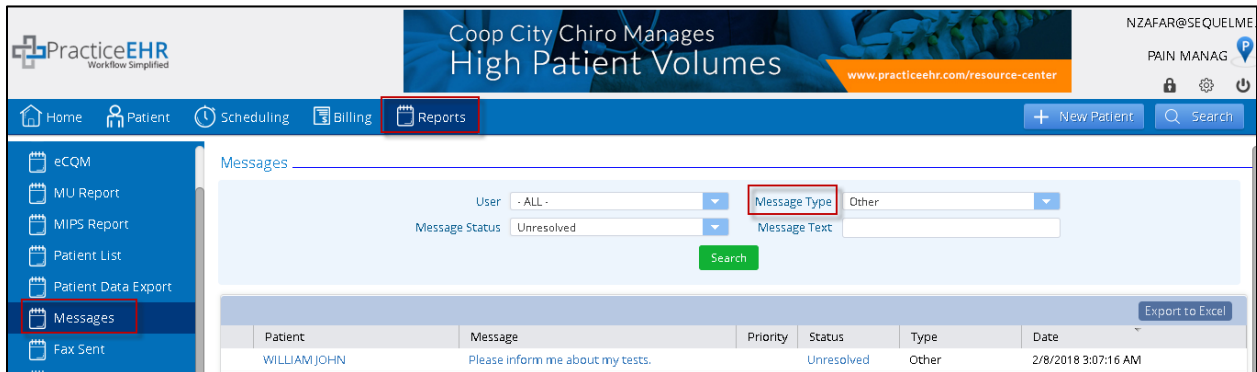 PracticeEHR
Workflow Simplified
Coop City Chiro Manages
High Patient Volumes
www.practiceehr.com/resource-center
NZAFAR@SEQUELME.
PAIN MANAG
P
Home Patient Scheduling Billing Reports + New Patient Search
eCQM
MU Report
MIPS Report
Patient List
Patient Data Export
Messages
Fax Sent
Messages
User - ALL - Message Type Other
Message Status Unresolved Message Text
Search
Export to Excel
Patient Message Priority Status Type Date
WILLIAM JOHN Please inform me about my tests. Unresolved Other 2/8/2018 3:07:16 AM